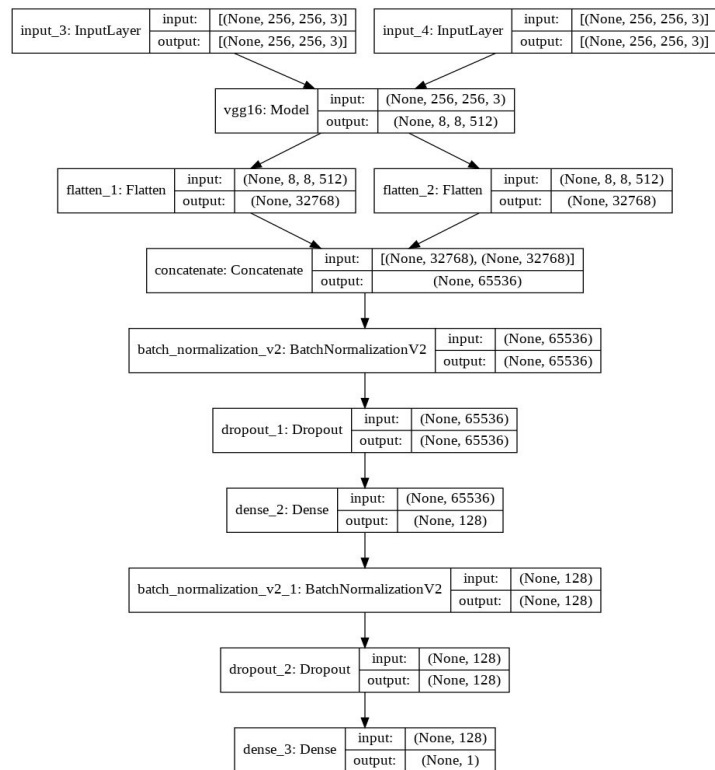 input_3: InputLayer
input: [(None, 256, 256, 3)]
output: [(None, 256, 256, 3)]
input_4: InputLayer
input: [(None, 256, 256, 3)]
output: [(None, 256, 256, 3)]
vgg16: Model
input: (None, 256, 256, 3)
output: (None, 8, 8, 512)
flatten_1: Flatten
input: (None, 8, 8, 512)
output: (None, 32768)
flatten_2: Flatten
input: (None, 8, 8, 512)
output: (None, 32768)
concatenate: Concatenate
input: [(None, 32768), (None, 32768)]
output: (None, 65536)
batch_normalization_v2: BatchNormalizationV2
input: (None, 65536)
output: (None, 65536)
dropout_1: Dropout
input: (None, 65536)
output: (None, 65536)
dense_2: Dense
input: (None, 65536)
output: (None, 128)
batch_normalization_v2_1: BatchNormalizationV2
input: (None, 128)
output: (None, 128)
dropout_2: Dropout
input: (None, 128)
output: (None, 128)
dense_3: Dense
input: (None, 128)
output: (None, 1)